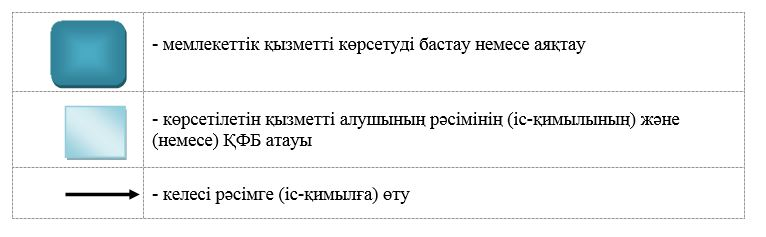 - мемлекеттік қызметті көрсетуді бастау немесе аяқтау
- көрсетілетін қызметті алушының рәсімінің (іс-қимылының) және
(немесе) ҚФБ атауы
- келесі рәсімге (іс-қимылға) өту